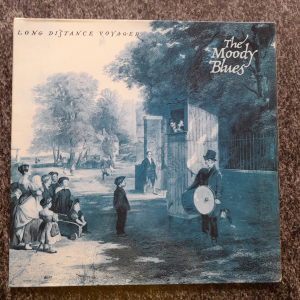 LONG DISTANCE VOYAGER
The
Moody
Blues